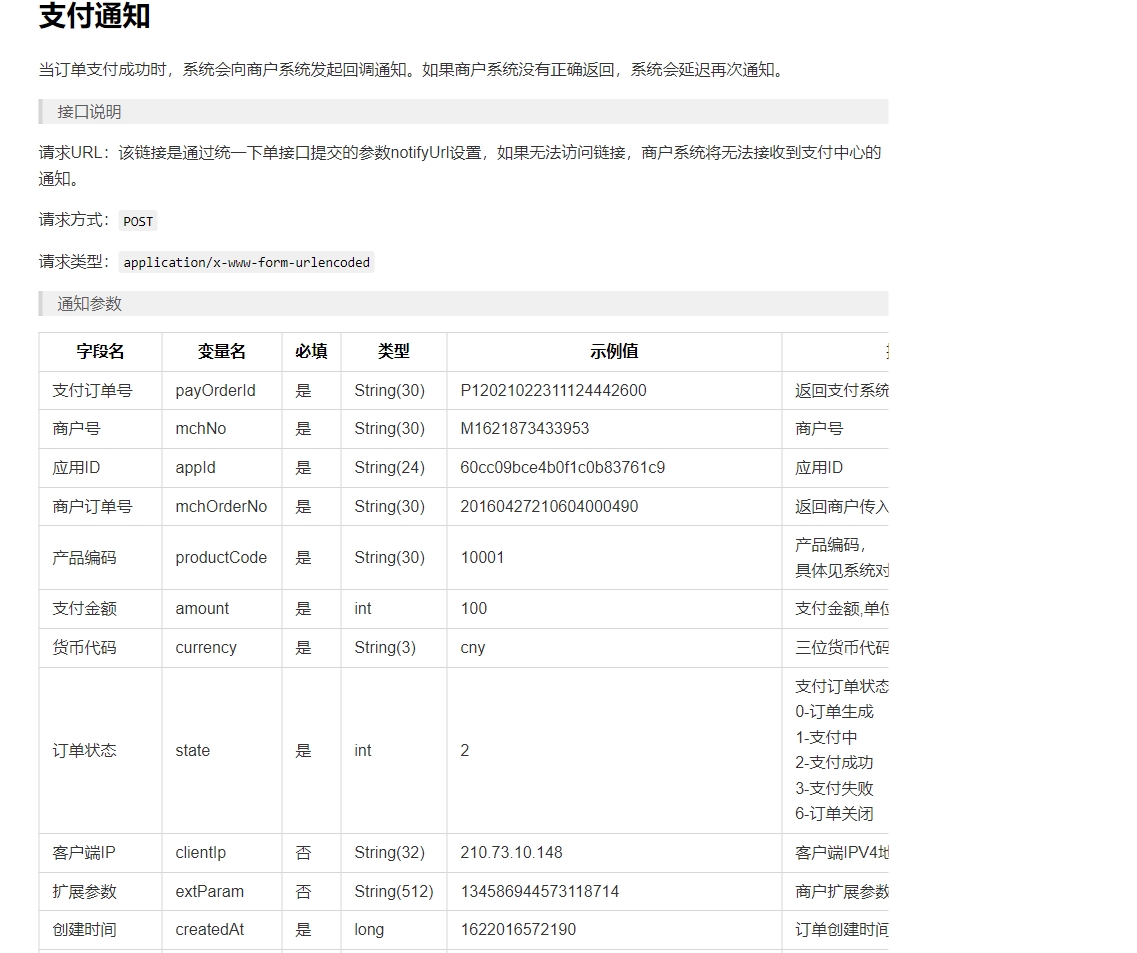 支付通知
当订单支付成功时，系统会向商户系统发起回调通知。如果商户系统没有正确返回，系统会延迟再次通知。
接口说明
请求URL：该链接是通过统一下单接口提交的参数notifyUrl设置，如果无法访问链接，商户系统将无法接收到支付中心的
通知。
请求方式： POST
请求类型： application/x-www-form-urlencoded
通知参数
字段名 变量名 必填 类型 示例值
支付订单号 payOrderId 是 String(30) P12021022311124442600 返回支付系统
商户号 mchNo 是 String(30) M1621873433953 商户号
应用ID appId 是 String(24) 60cc09bce4b0f1c0b83761c9 应用ID
商户订单号 mchOrderNo 是 String(30) 20160427210604000490 返回商户传入
产品编码 productCode 是 String(30) 10001 产品编码，
具体见系统对
支付金额 amount 是 int 100 支付金额,单位
货币代码 currency 是 String(3) cny 三位货币代码
订单状态 state 是 int 2 支付订单状态
0-订单生成
1-支付中
2-支付成功
3-支付失败
6-订单关闭
客户端IP clientIp 否 String(32) 210.73.10.148 客户端IPV4地
扩展参数 extParam 否 String(512) 134586944573118714 商户扩展参数
创建时间 createdAt 是 long 1622016572190 订单创建时间